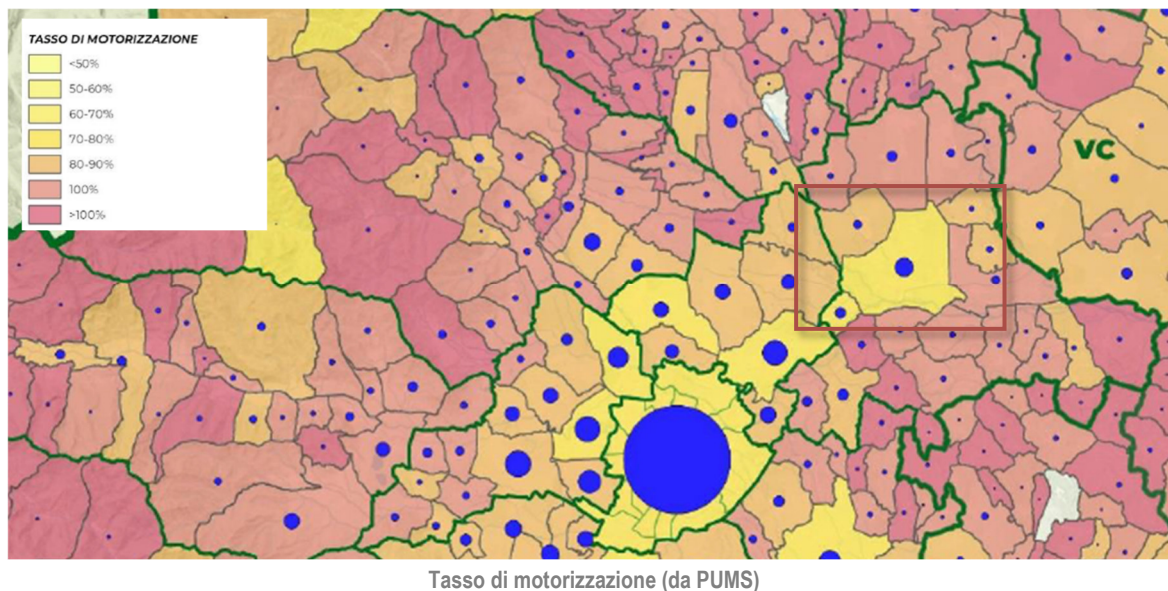 TASSO DI MOTORIZZAZIONE
<50%
50-60%
60-70%
70-80%
80-90%
100%
>100%
VC
Tasso di motorizzazione (da PUMS)